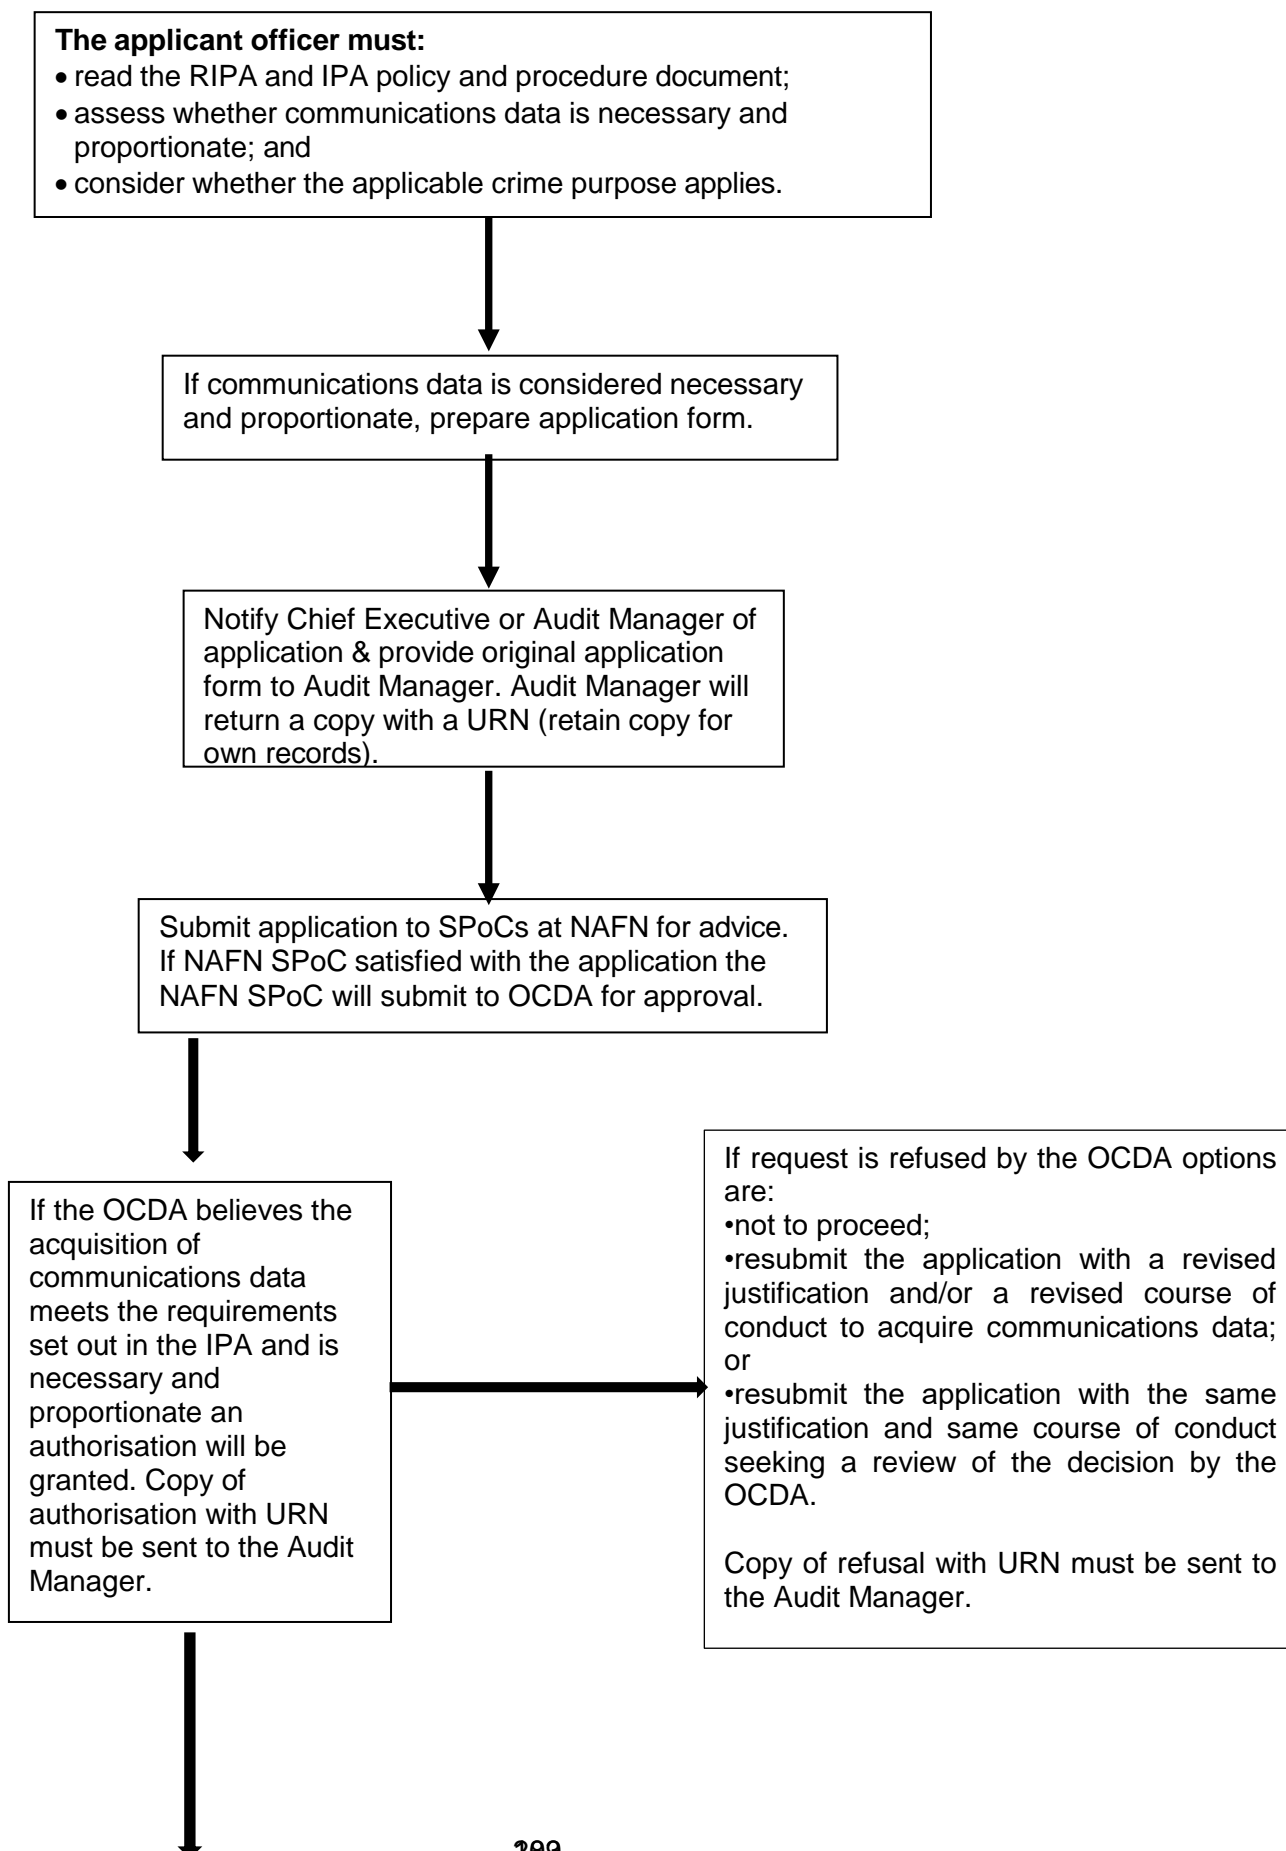 The applicant officer must:
• read the RIPA and IPA policy and procedure document;
• assess whether communications data is necessary and
proportionate; and
• consider whether the applicable crime purpose applies.
If communications data is considered necessary
and proportionate, prepare application form.
Notify Chief Executive or Audit Manager of
application & provide original application
form to Audit Manager. Audit Manager will
return a copy with a URN (retain copy for
own records).
Submit application to SPoCs at NAFN for advice.
If NAFN SPoC satisfied with the application the
NAFN SPoC will submit to OCDA for approval.
If the OCDA believes the
acquisition of
communications data
meets the requirements
set out in the IPA and is
necessary and
proportionate an
authorisation will be
granted. Copy of
authorisation with URN
must be sent to the Audit
Manager.
If request is refused by the OCDA options
are:
•not to proceed;
•resubmit the application with a revised
justification and/or a revised course of
conduct to acquire communications data;
or
•resubmit the application with the same
justification and same course of conduct
seeking a review of the decision by the
OCDA.
Copy of refusal with URN must be sent to
the Audit Manager.